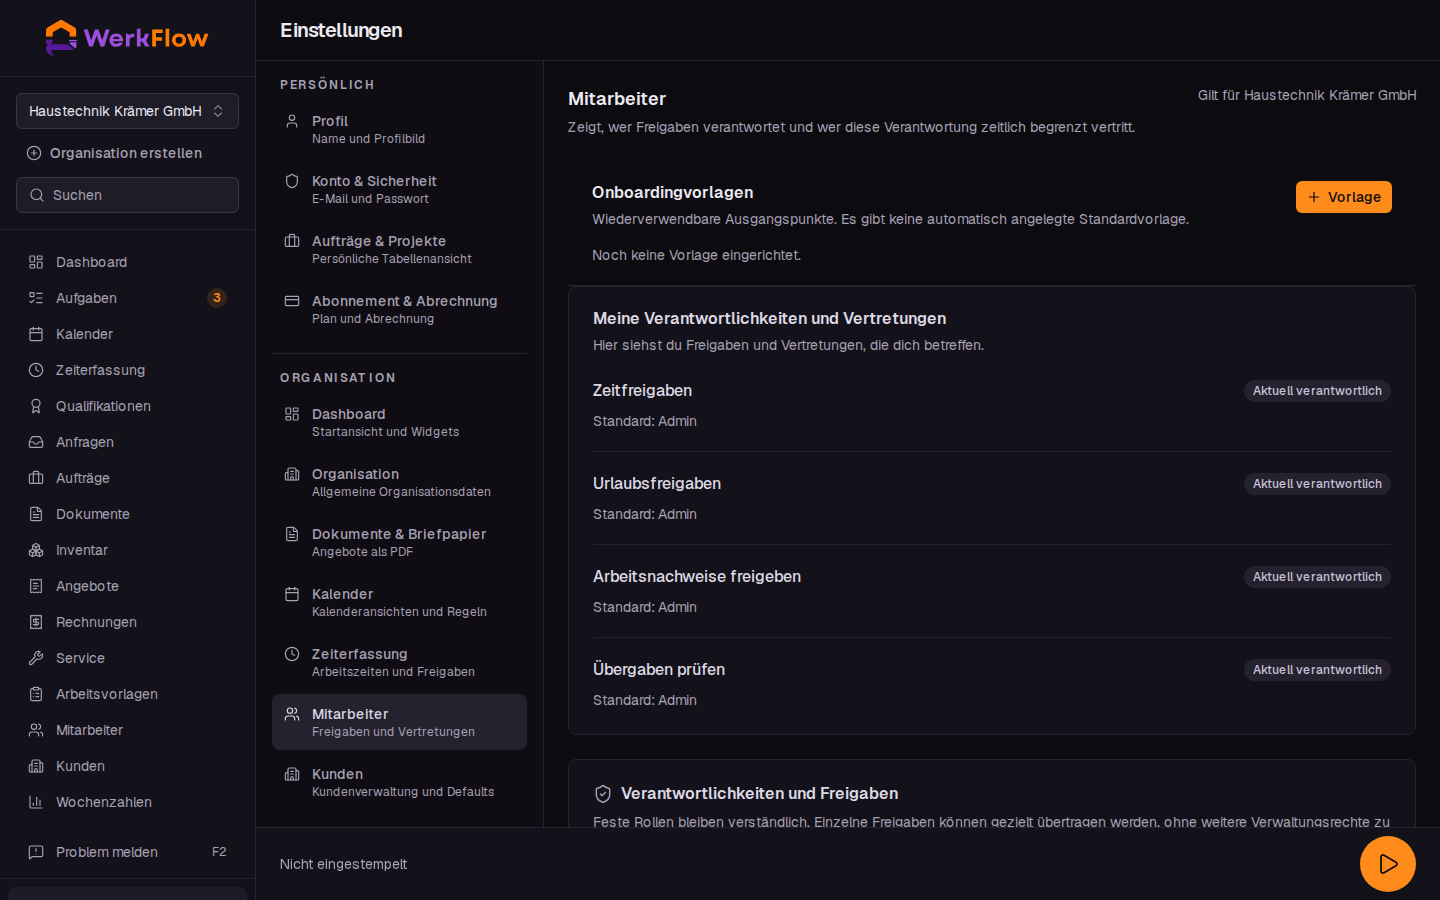 WerkFlow
Haustechnik Krämer GmbH
Organisation erstellen
Suchen
Dashboard
Aufgaben 3
Kalender
Zeiterfassung
Qualifikationen
Anfragen
Aufträge
Dokumente
Inventar
Angebote
Rechnungen
Service
Arbeitsvorlagen
Mitarbeiter
Kunden
Wochenzahlen
Problem melden F2
Einstellungen
PERSÖNLICH
Profil
Name und Profilbild
Konto & Sicherheit
E-Mail und Passwort
Aufträge & Projekte
Persönliche Tabellenansicht
Abonnement & Abrechnung
Plan und Abrechnung
ORGANISATION
Dashboard
Startansicht und Widgets
Organisation
Allgemeine Organisationsdaten
Dokumente & Briefpapier
Angebote als PDF
Kalender
Kalenderansichten und Regeln
Zeiterfassung
Arbeitszeiten und Freigaben
Mitarbeiter
Freigaben und Vertretungen
Kunden
Kundenverwaltung und Defaults
Mitarbeiter
Gilt für Haustechnik Krämer GmbH
Zeigt, wer Freigaben verantwortet und wer diese Verantwortung zeitlich begrenzt vertritt.
Onboardingvorlagen
Vorlage
Wiederverwendbare Ausgangspunkte. Es gibt keine automatisch angelegte Standardvorlage.
Noch keine Vorlage eingerichtet.
Meine Verantwortlichkeiten und Vertretungen
Hier siehst du Freigaben und Vertretungen, die dich betreffen.
Zeitfreigaben Aktuell verantwortlich
Standard: Admin
Urlaubsfreigaben Aktuell verantwortlich
Standard: Admin
Arbeitsnachweise freigeben Aktuell verantwortlich
Standard: Admin
Übergaben prüfen Aktuell verantwortlich
Standard: Admin
Verantwortlichkeiten und Freigaben
Feste Rollen bleiben verständlich. Einzelne Freigaben können gezielt übertragen werden, ohne weitere Verwaltungsrechte zu
Nicht eingestempelt